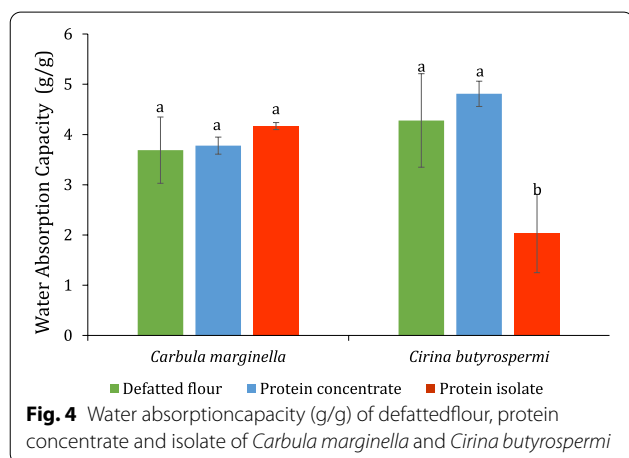 6
5
4
3
2
1
0
Water Absorption Capacity (g/g)
a
a
a
a
a
b
Carbula marginella
Cirina butyrospermi
Defatted flour
Protein concentrate
Protein isolate
Fig. 4 Water absorptioncapacity (g/g) of defattedflour, protein
concentrate and isolate of Carbula marginella and Cirina butyrospermi